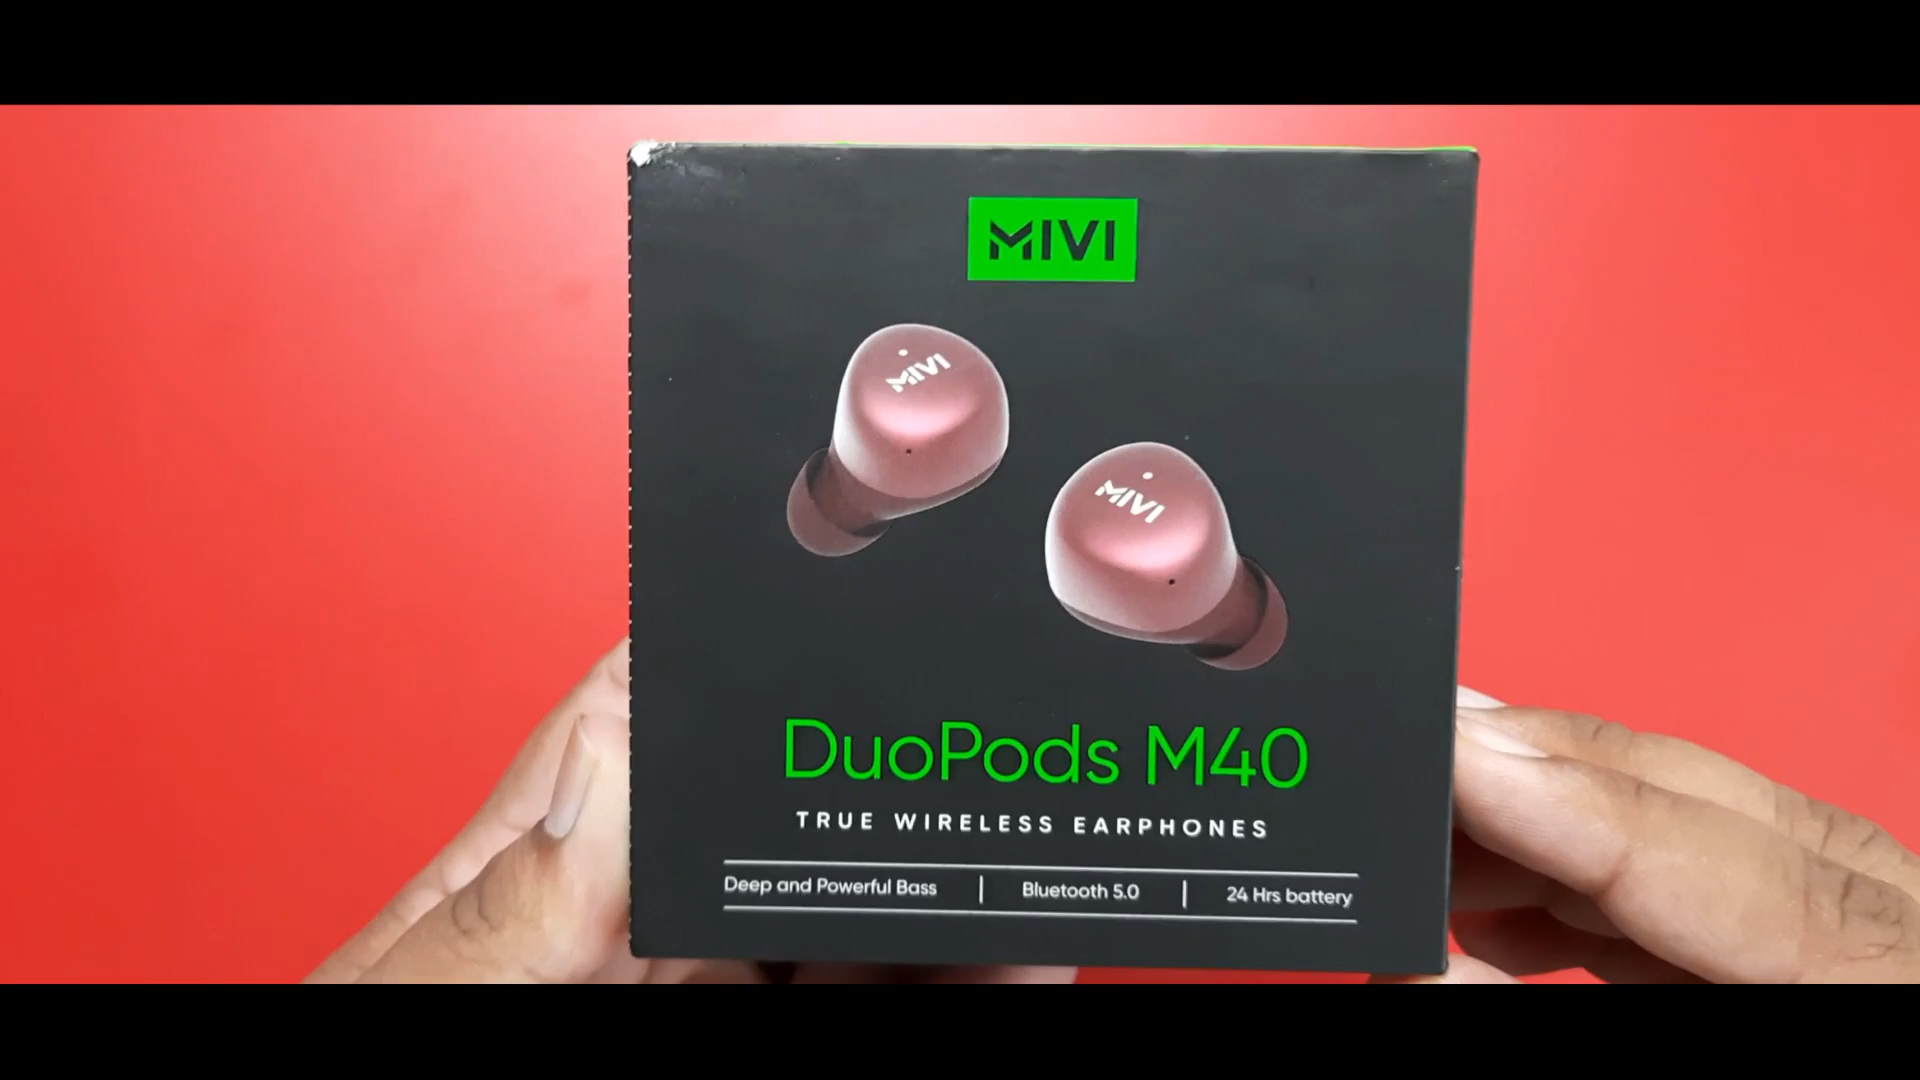 MIVI
MIVI
MIVI
DuoPods M40
TRUE WIRELESS EARPHONES
Deep and Powerful Bass | Bluetooth 5.0 | 24 Hrs battery